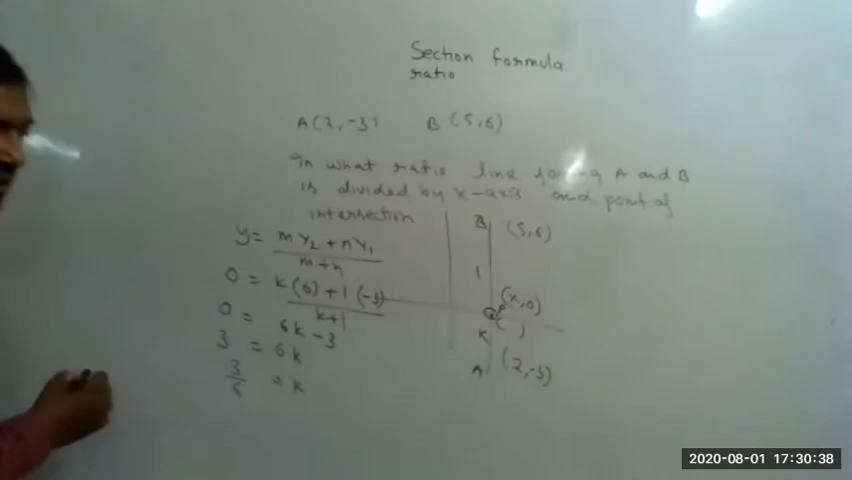 Section formula
ratio
A(2,-3) B(5,6)
In what ratio line joining A and B
is divided by x-axis and point of
intersection
y = mY₂ + nY₁
m+n
0 = k(6) + 1(-3)
k+1
0 = 6k - 3
3 = 6k
3
6 = k
B (5,6)
1
(x,0)
P
( )
K
A (2,-3)
2020-08-01 17:30:38